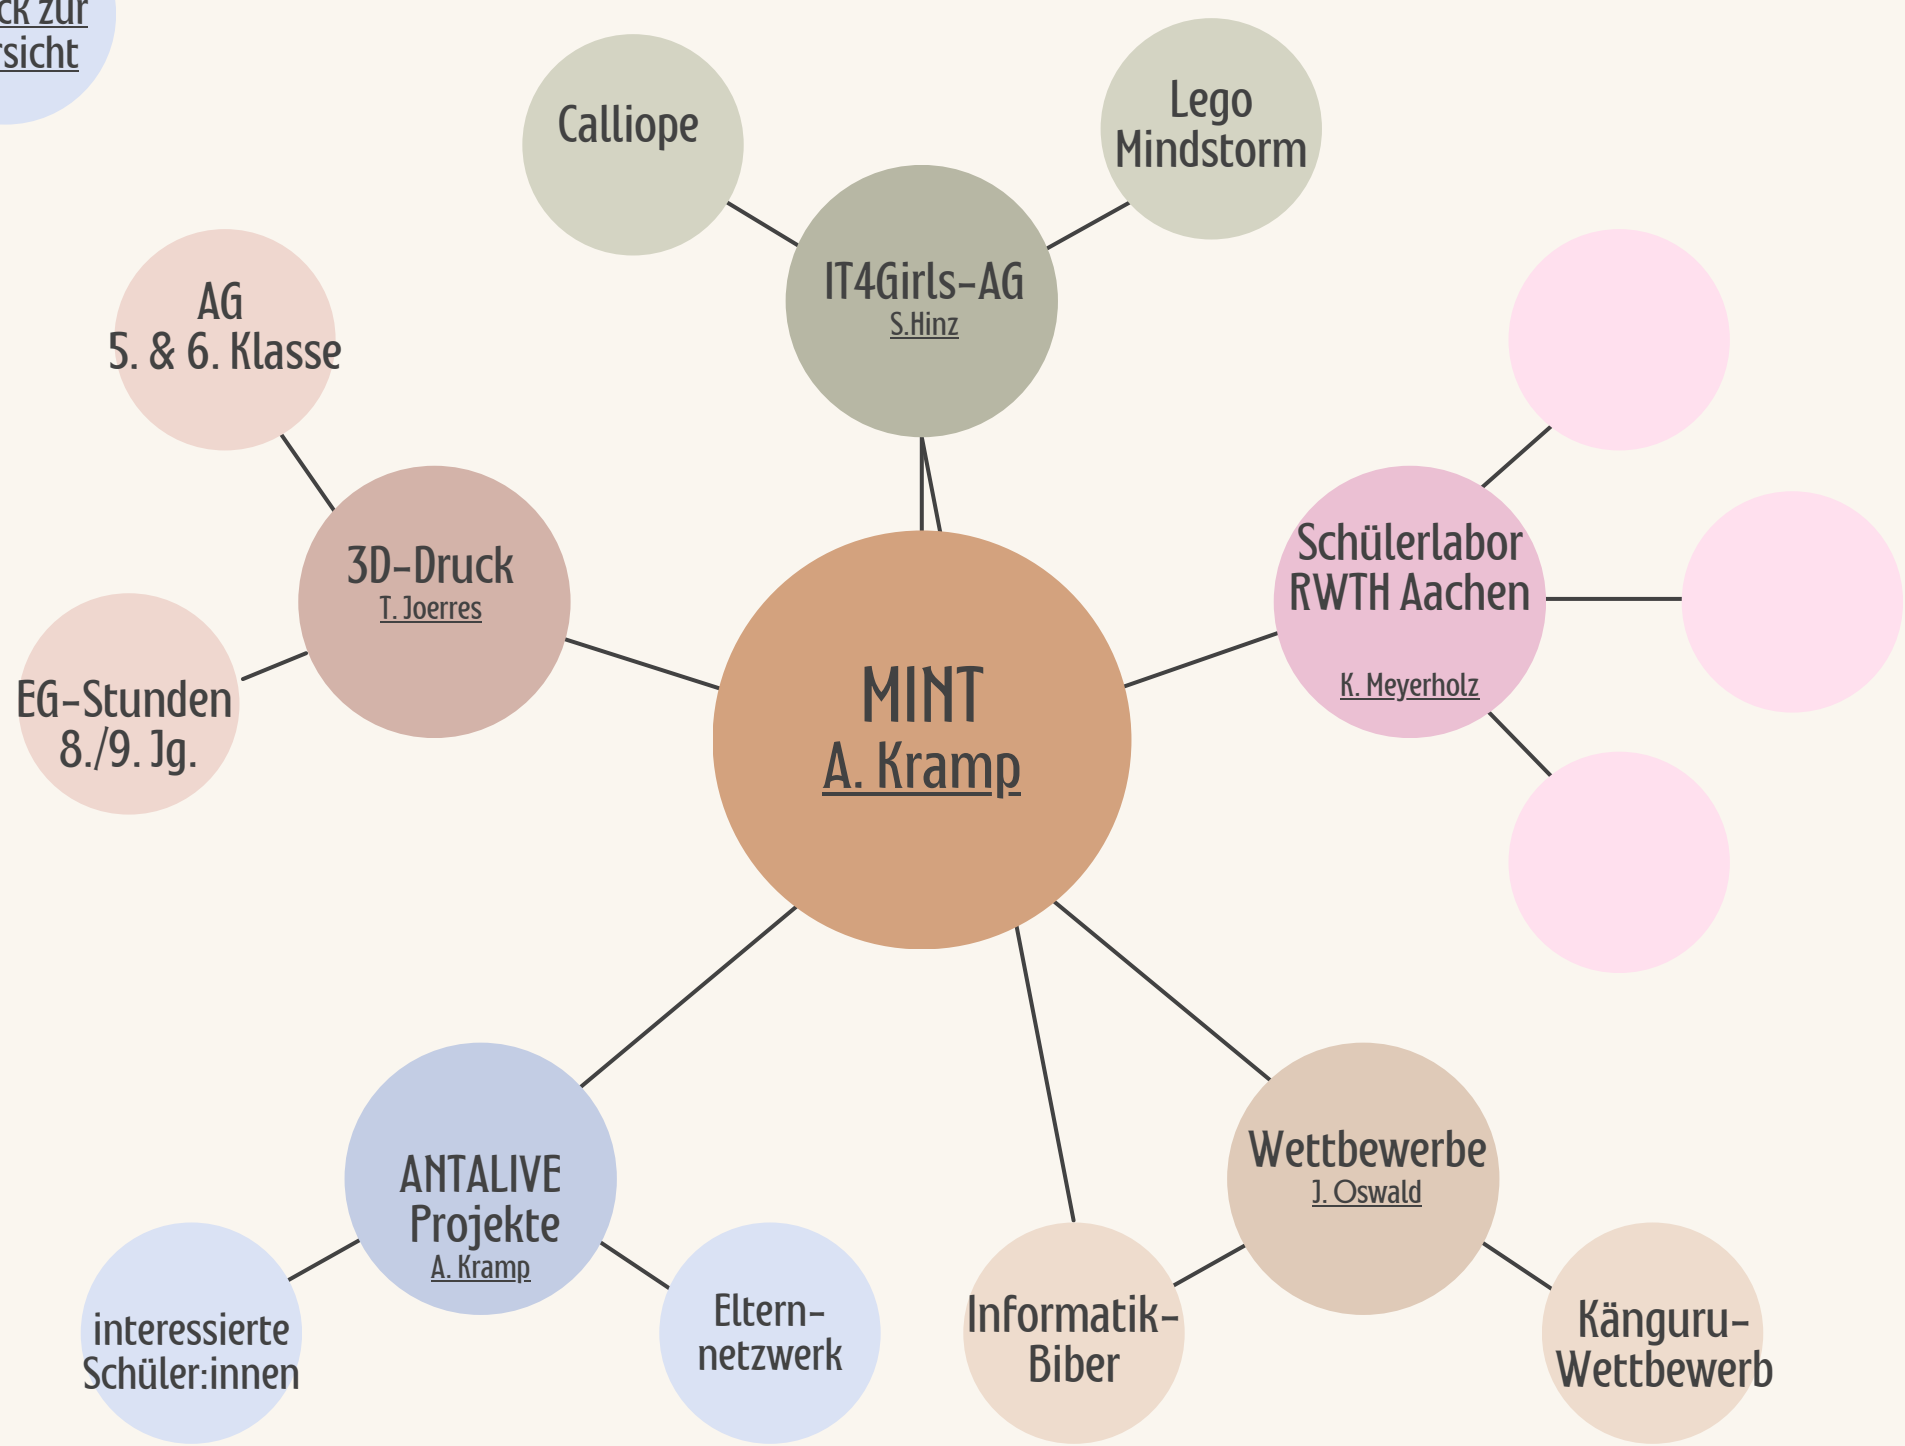 sicht
Calliope
Lego
Mindstorm
IT4Girls-AG
S.Hinz
AG
5. & 6. Klasse
3D-Druck
T. Joerres
EG-Stunden
8./9. Jg.
Schülerlabor
RWTH Aachen
K. Meyerholz
MINT
A. Kramp
ANTALIVE
Projekte
A. Kramp
interessierte
Schüler:innen
Eltern-
netzwerk
Wettbewerbe
J. Oswald
Informatik-
Biber
Känguru-
Wettbewerb